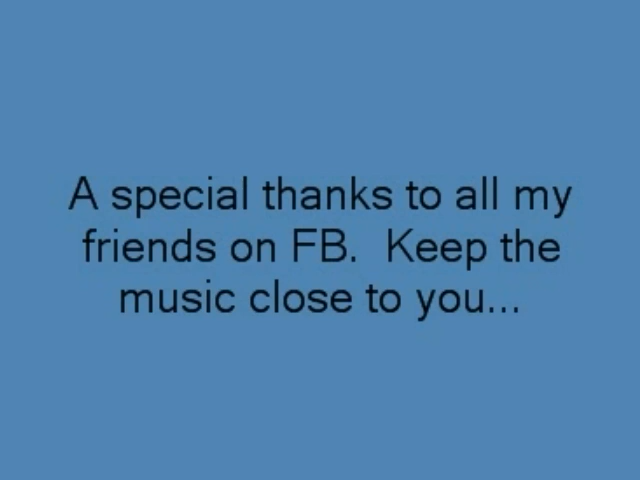 A special thanks to all my
friends on FB.  Keep the
music close to you...